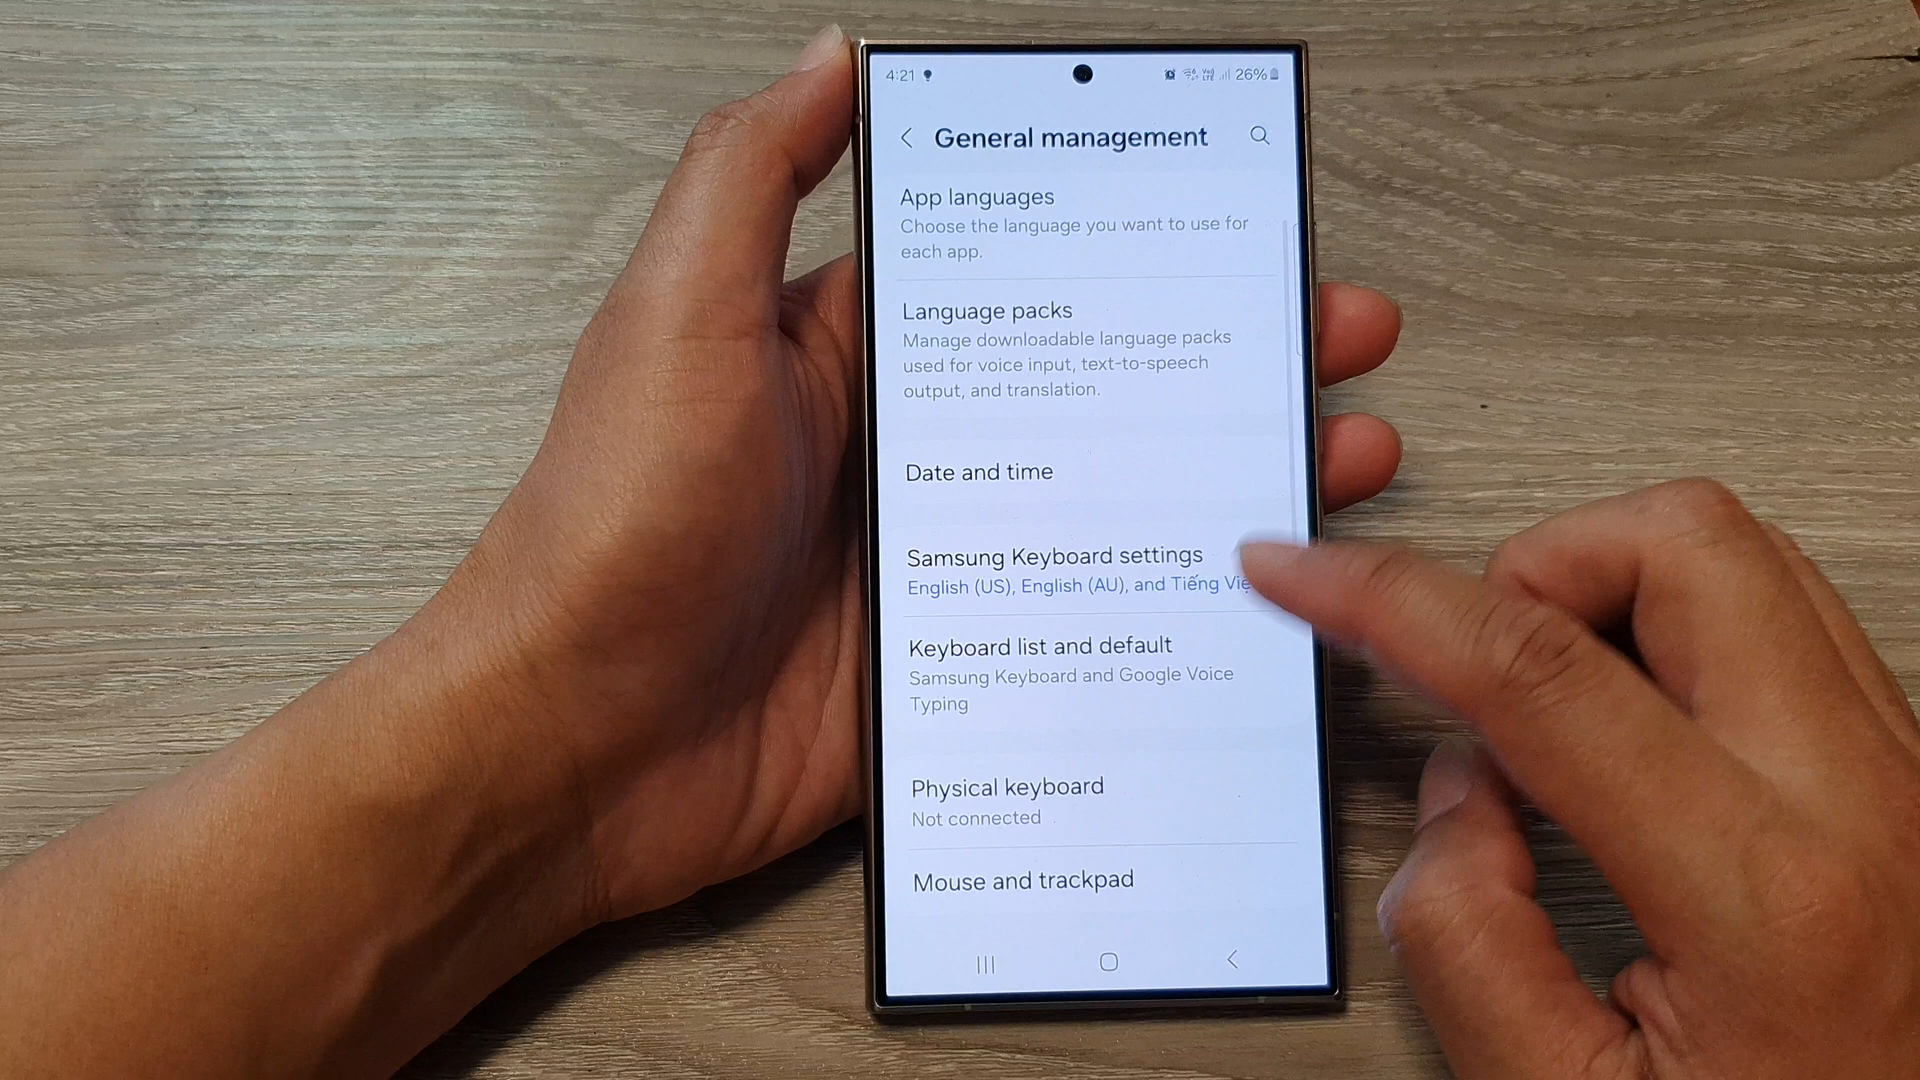 4:21
26%
General management
App languages
Choose the language you want to use for
each app.
Language packs
Manage downloadable language packs
used for voice input, text-to-speech
output, and translation.
Date and time
Samsung Keyboard settings
English (US), English (AU), and Tiếng Việ
Keyboard list and default
Samsung Keyboard and Google Voice
Typing
Physical keyboard
Not connected
Mouse and trackpad